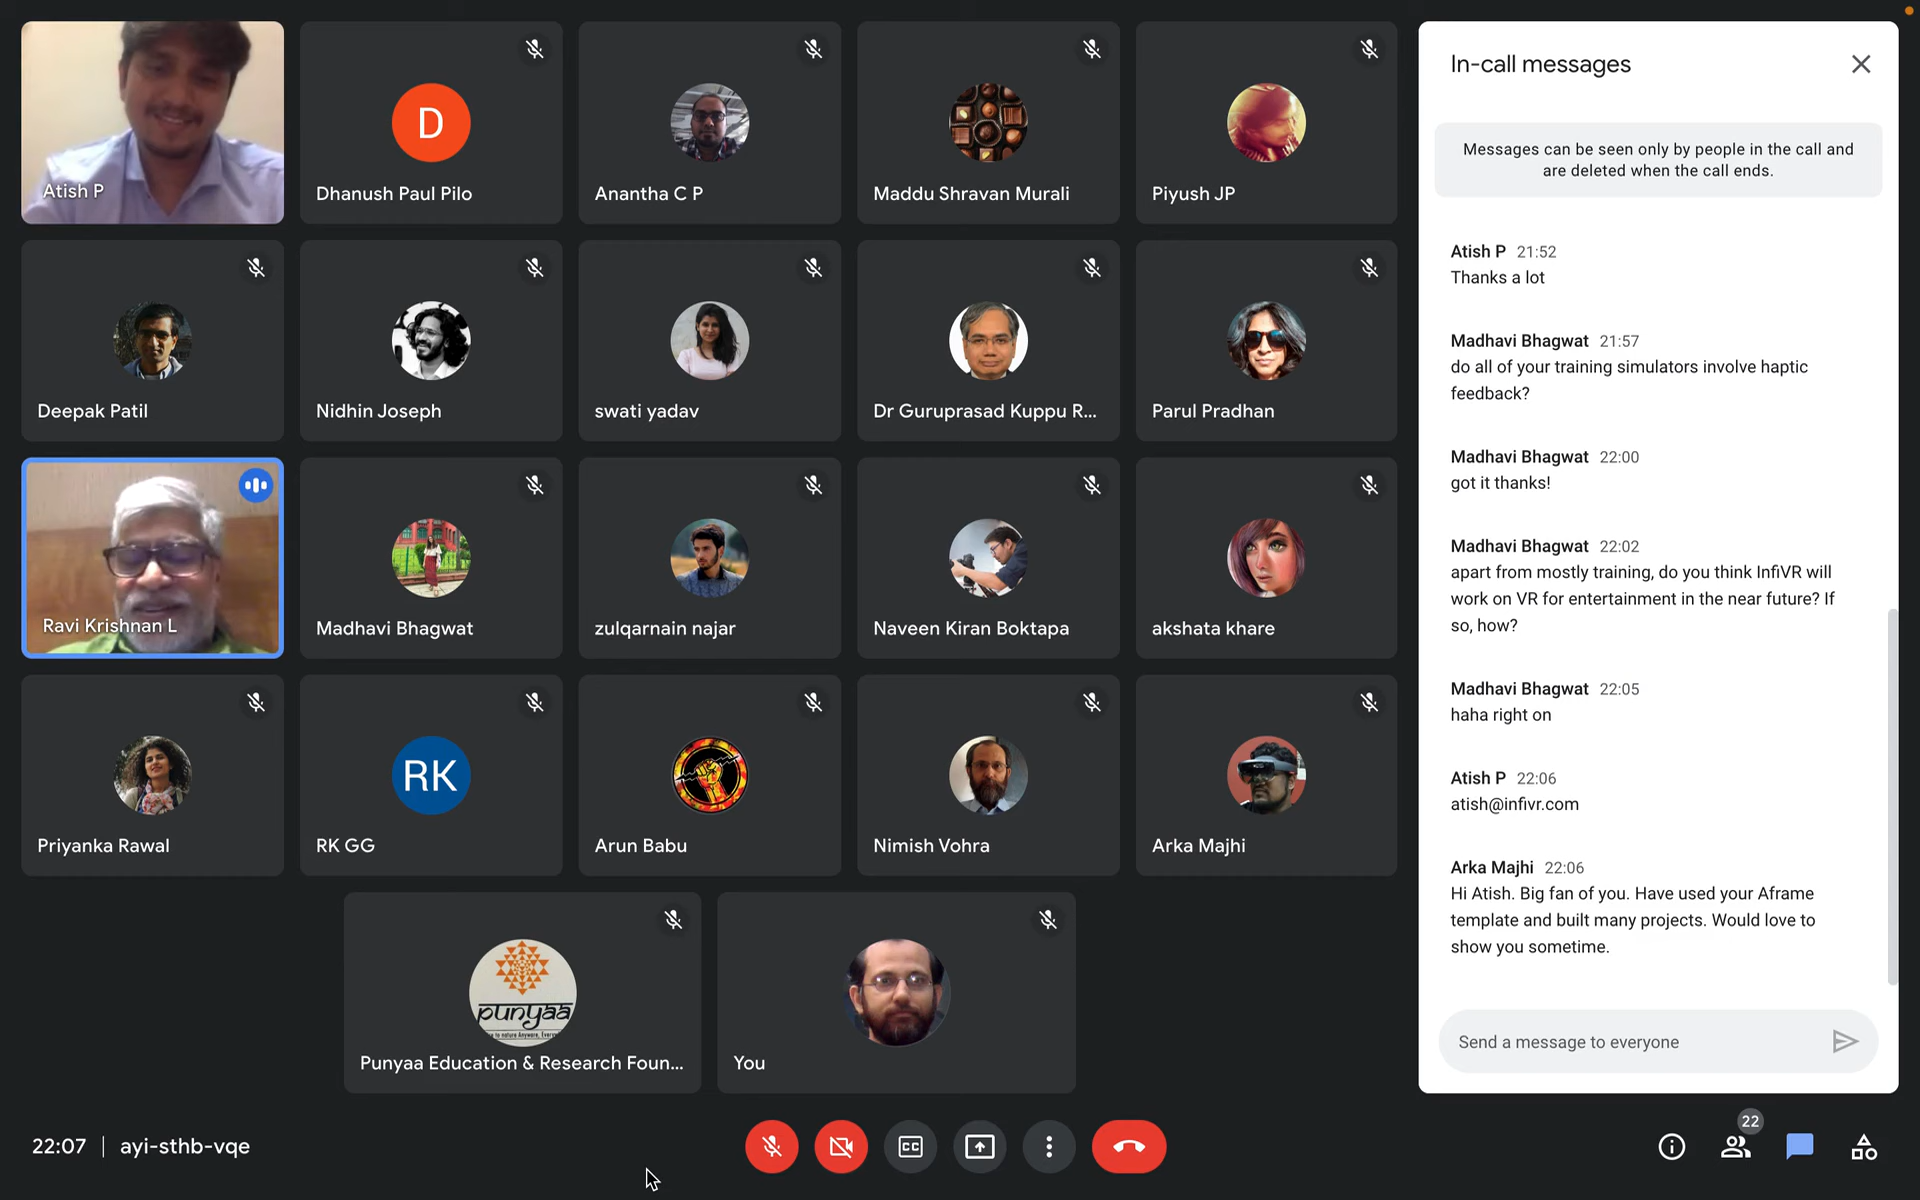 Atish P
D
Dhanush Paul Pilo
Anantha C P
Maddu Shravan Murali
Piyush JP
Deepak Patil
Nidhin Joseph
swati yadav
Dr Guruprasad Kuppu R...
Parul Pradhan
Ravi Krishnan L
Madhavi Bhagwat
zulqarnain najar
Naveen Kiran Boktapa
akshata khare
Priyanka Rawal
RK
RK GG
Arun Babu
Nimish Vohra
Arka Majhi
punyaa
Punyaa Education & Research Foun...
You
In-call messages
Messages can be seen only by people in the call and
are deleted when the call ends.
Atish P 21:52
Thanks a lot
Madhavi Bhagwat 21:57
do all of your training simulators involve haptic
feedback?
Madhavi Bhagwat 22:00
got it thanks!
Madhavi Bhagwat 22:02
apart from mostly training, do you think InfiVR will
work on VR for entertainment in the near future? If
so, how?
Madhavi Bhagwat 22:05
haha right on
Atish P 22:06
atish@infivr.com
Arka Majhi 22:06
Hi Atish. Big fan of you. Have used your Aframe
template and built many projects. Would love to
show you sometime.
Send a message to everyone
22:07 | ayi-sthb-vqe
CC
22